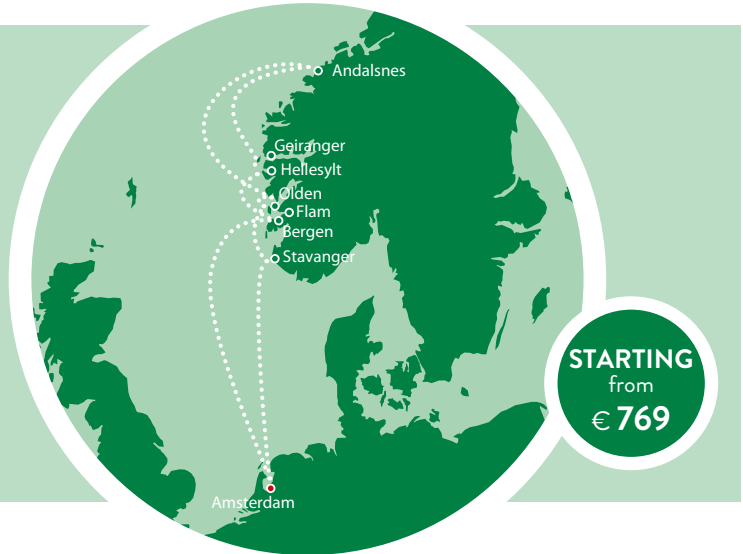 Andalsnes
Geiranger
Hellesylt
Olden
Flam
Bergen
Stavanger
STARTING
from
€ 769
Amsterdam